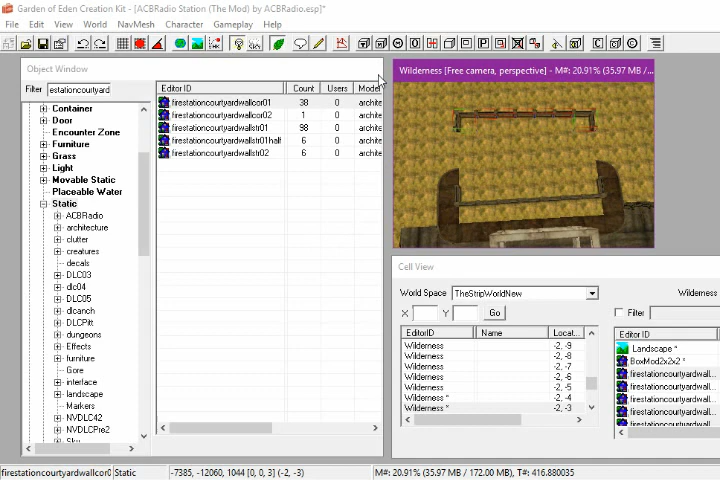 Garden of Eden Creation Kit - [ACBRadio Station (The Mod) by ACBRadio.esp]*
File Edit View World NavMesh Character Gameplay Help
Object Window
Filter estationcourtyard
Container
Door
Encounter Zone
Furniture
Grass
Light
Movable Static
Placeable Water
Static
ACBRadio
architecture
clutter
creatures
decals
DLC03
dlc04
DLC05
dlcanch
DLCPitt
dungeons
Effects
furniture
Gore
interface
landscape
Markers
NVDLC42
NVDLCPre2
Sky
Editor ID Count Users Model
firestationcourtyardwallcor01 38 0 archite
firestationcourtyardwallcor02 1 0 archite
firestationcourtyardwallstr01 98 0 archite
firestationcourtyardwallstr01half 6 0 archite
firestationcourtyardwallstr02 6 0 archite
Wilderness [Free camera, perspective] - M#: 20.91% (35.97 MB /...
Cell View
World Space TheStripWorldNew Wilderness
X Y Go Filter
EditorID Name Locat...
Wilderness -2, -9
Wilderness -2, -8
Wilderness -2, -7
Wilderness -2, -6
Wilderness -2, -5
Wilderness * -2, -4
Wilderness * -2, -3
Editor ID
Landscape *
BoxMod2x2x2 *
firestationcourtyardwall...
firestationcourtyardwall...
firestationcourtyardwall...
firestationcourtyardwall...
firestationcourtyardwall...
firestationcourtyardwallcor0 Static -7385, -12060, 1044 [0, 0, 3] (-2, -3) M#: 20.91% (35.97 MB / 172.00 MB), T#: 416.880035